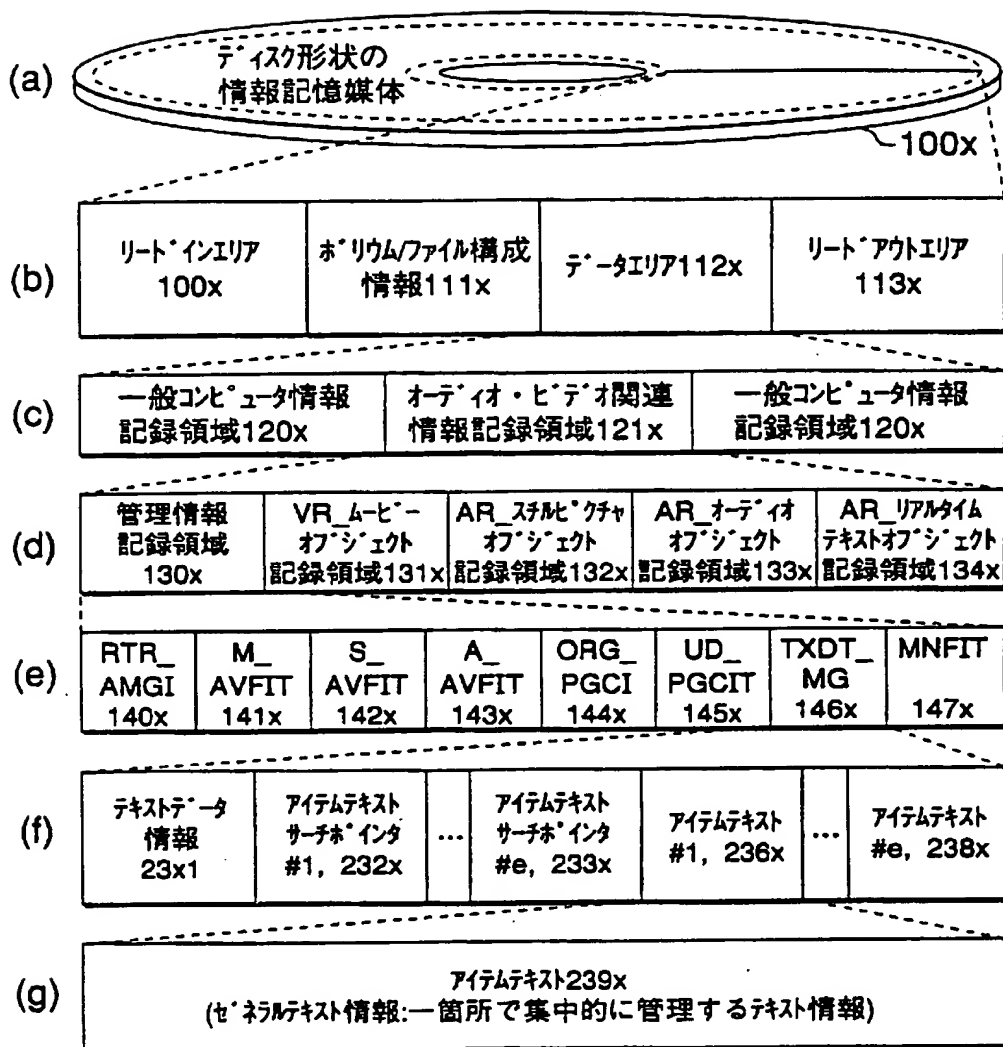 (a)
ディスク形状の
情報記憶媒体
100x
(b)
リードインエリア
100x
ボリウム/ファイル構成
情報111x
データエリア112x
リードアウトエリア
113x
(c)
一般コンピュータ情報
記録領域120x
オーディオ・ビデオ関連
情報記録領域121x
一般コンピュータ情報
記録領域120x
(d)
管理情報
記録領域
130x
VR_ムービー
オブジェクト
記録領域131x
AR_スチルピクチャ
オブジェクト
記録領域132x
AR_オーディオ
オブジェクト
記録領域133x
AR_リアルタイム
テキストオブジェクト
記録領域134x
(e)
RTR_
AMGI
140x
M_
AVFIT
141x
S_
AVFIT
142x
A_
AVFIT
143x
ORG_
PGCI
144x
UD_
PGCIT
145x
TXDT_
MG
146x
MNFIT
147x
(f)
テキストデータ
情報
23x1
アイテムテキスト
サーチポインタ
#1, 232x
...
アイテムテキスト
サーチポインタ
#e, 233x
アイテムテキスト
#1, 236x
...
アイテムテキスト
#e, 238x
(g)
アイテムテキスト239x
(ゼネラルテキスト情報:一箇所で集中的に管理するテキスト情報)